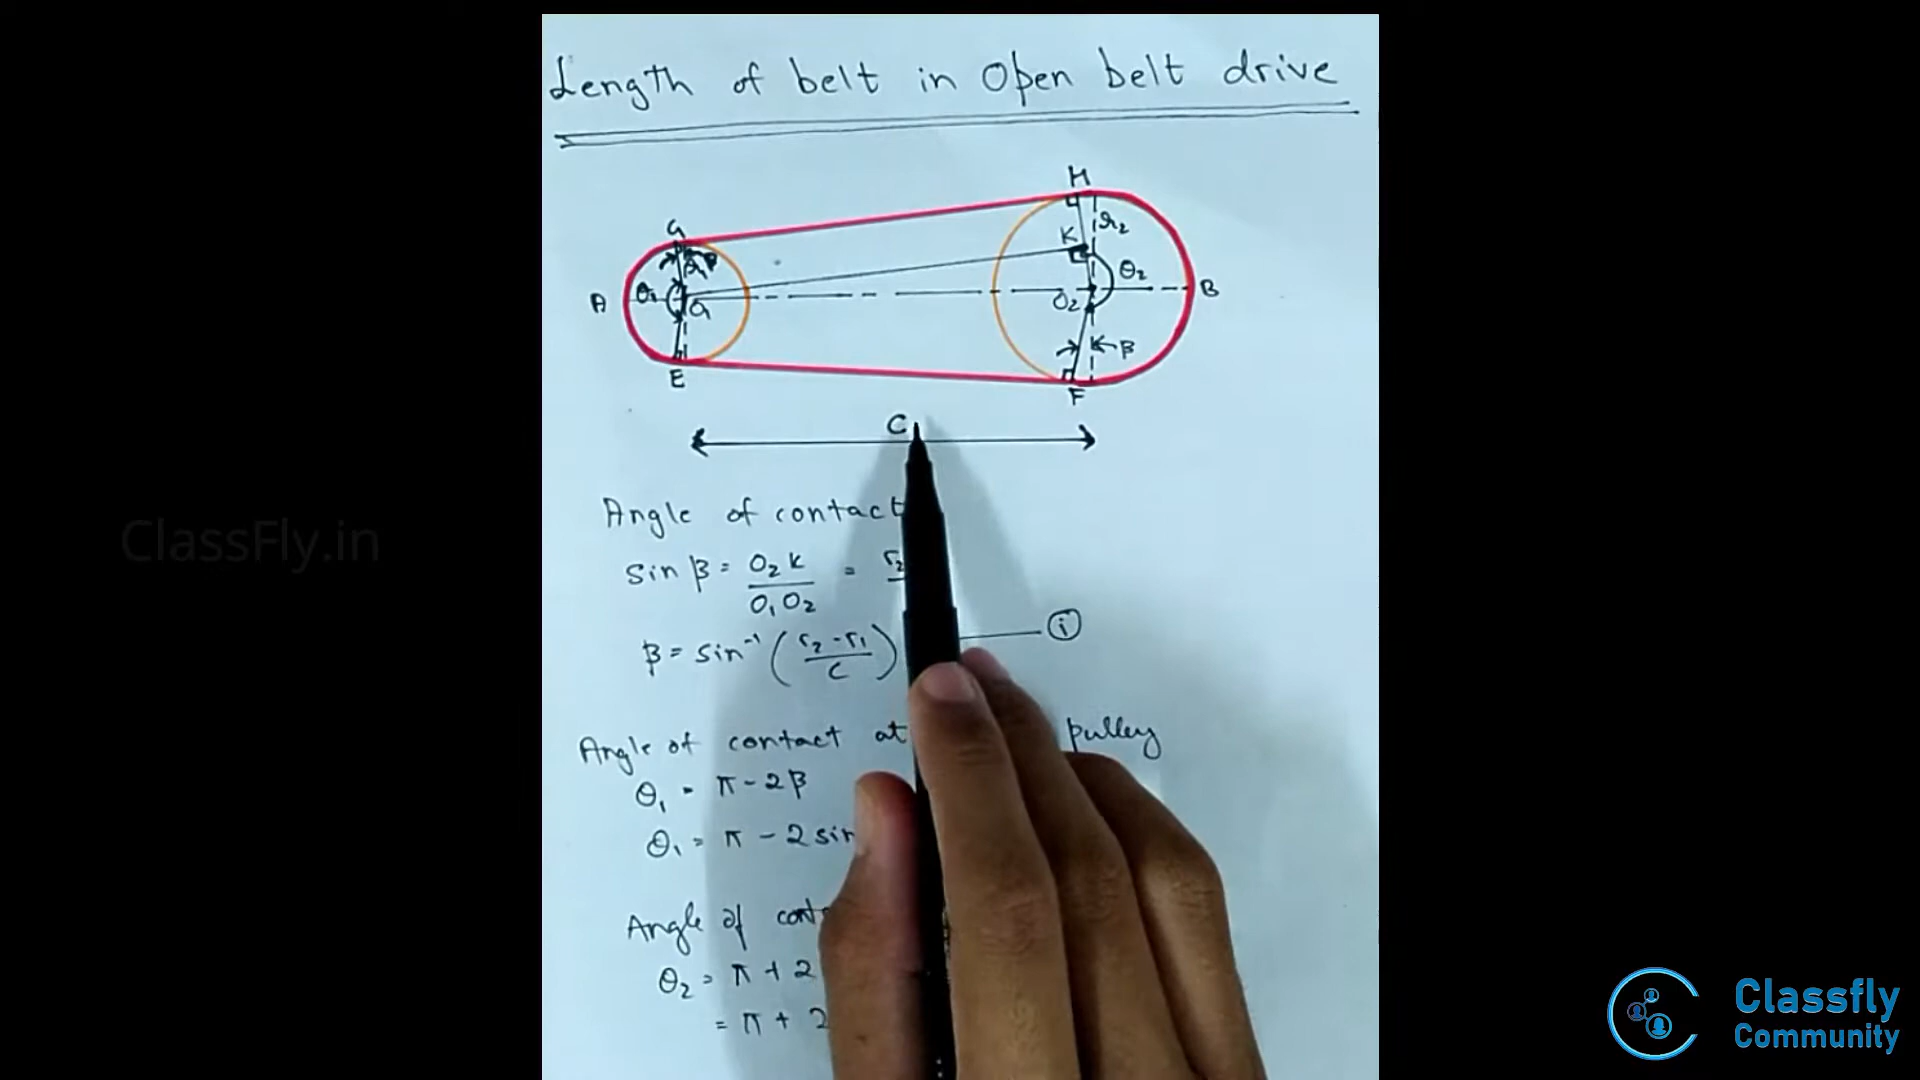 Length of belt in Open belt drive
H
G
K
r₂
θ₂
A
θ₁
O₁
O₂
B
β
E
F
C
Angle of contact
sin β = O₂K / O₁O₂ = r₂
β = sin⁻¹ ( r₂ - r₁ / C )
i
Angle of contact at pulley
θ₁ = π - 2β
θ₁ = π - 2 sin
Angle of
θ₂ = π + 2
= π + 2
ClassFly.in
Classfly
Community